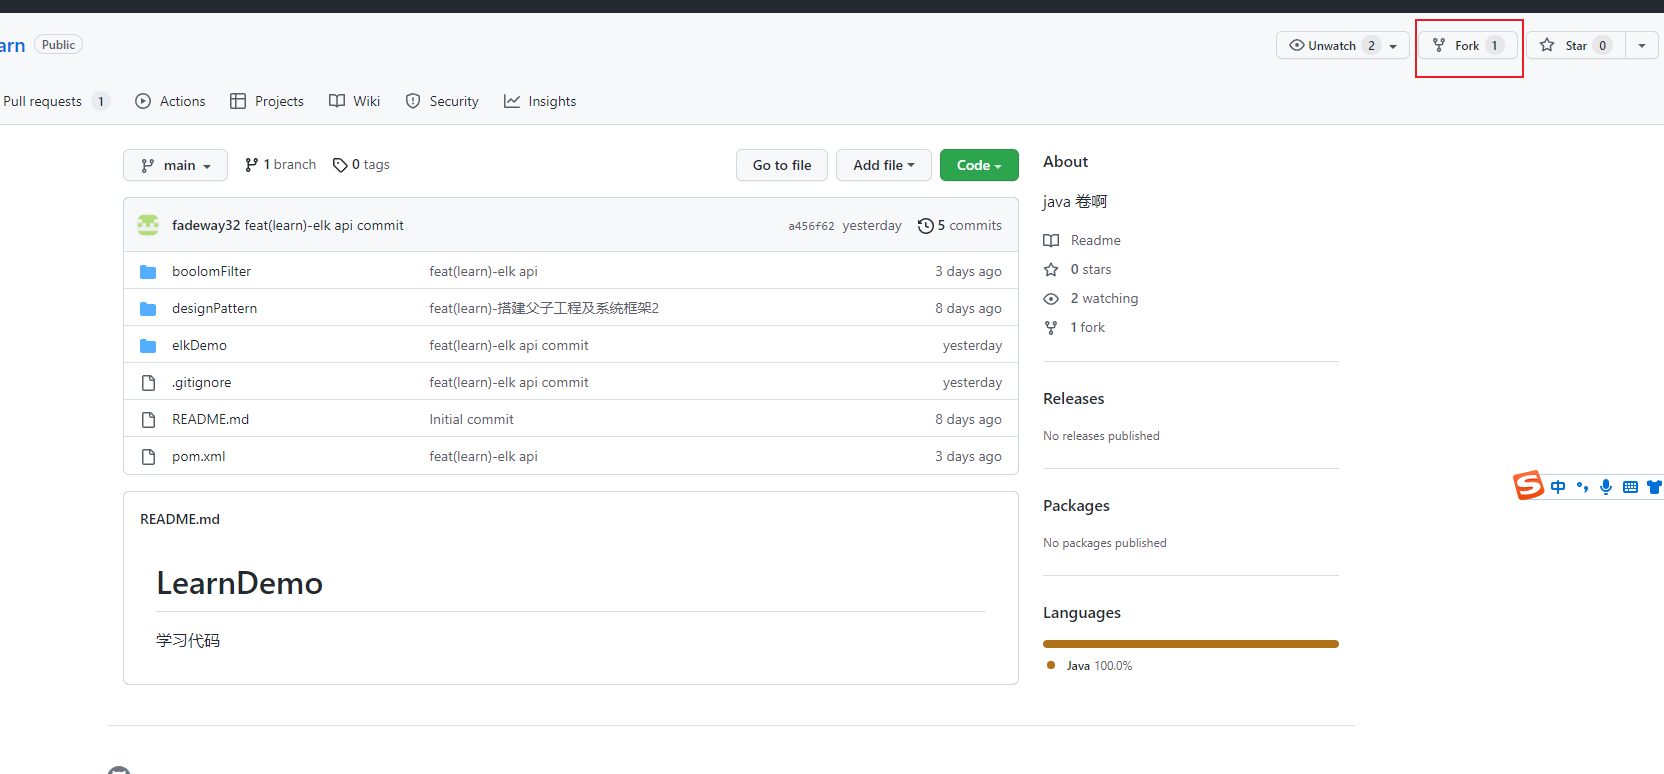 arn Public
Unwatch 2 Fork 1 Star 0
Pull requests 1 Actions Projects Wiki Security Insights
main 1 branch 0 tags Go to file Add file Code
fadeway32 feat(learn)-elk api commit a456f62 yesterday 5 commits
boolomFilter feat(learn)-elk api 3 days ago
designPattern feat(learn)-搭建父子工程及系统框架2 8 days ago
elkDemo feat(learn)-elk api commit yesterday
.gitignore feat(learn)-elk api commit yesterday
README.md Initial commit 8 days ago
pom.xml feat(learn)-elk api 3 days ago
README.md
LearnDemo
学习代码
About
java 卷啊
Readme
0 stars
2 watching
1 fork
Releases
No releases published
Packages
No packages published
Languages
Java 100.0%
S 中